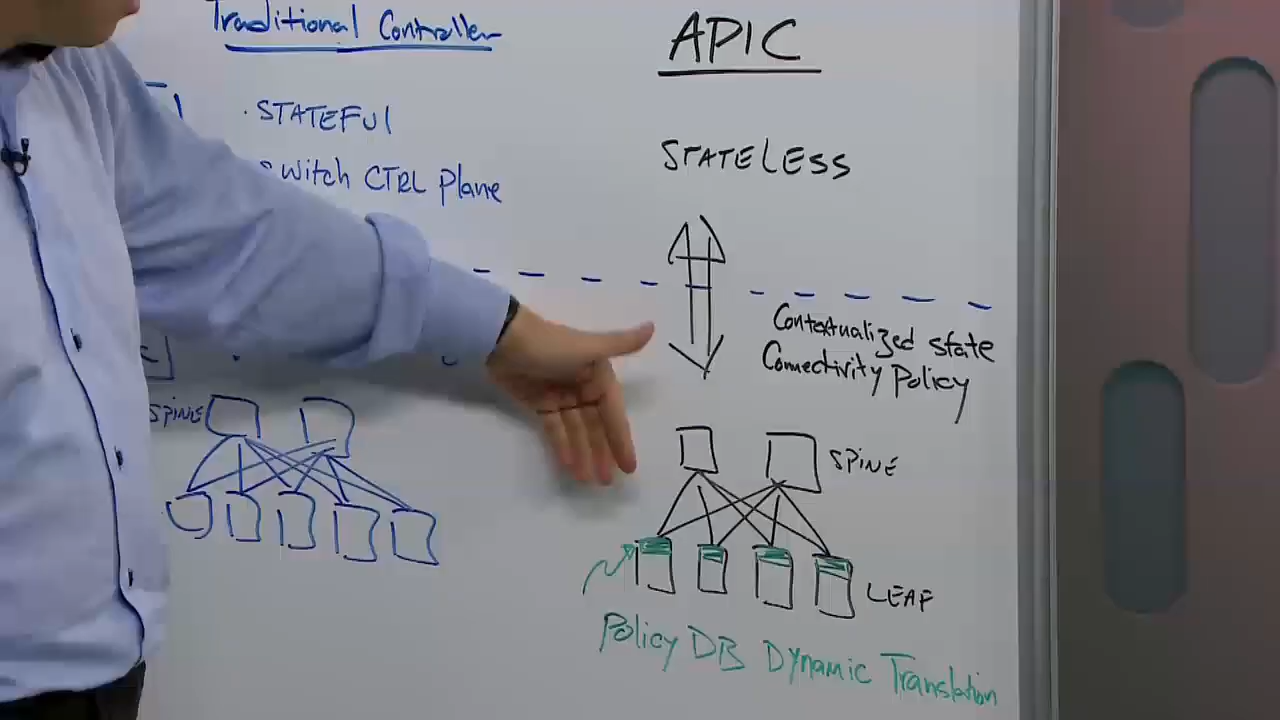 Traditional Controller
· STATEFUL
Switch CTRL Plane
SPINE
APIC
STATELESS
Contextualized state
Connectivity Policy
SPINE
LEAF
Policy DB Dynamic Translation